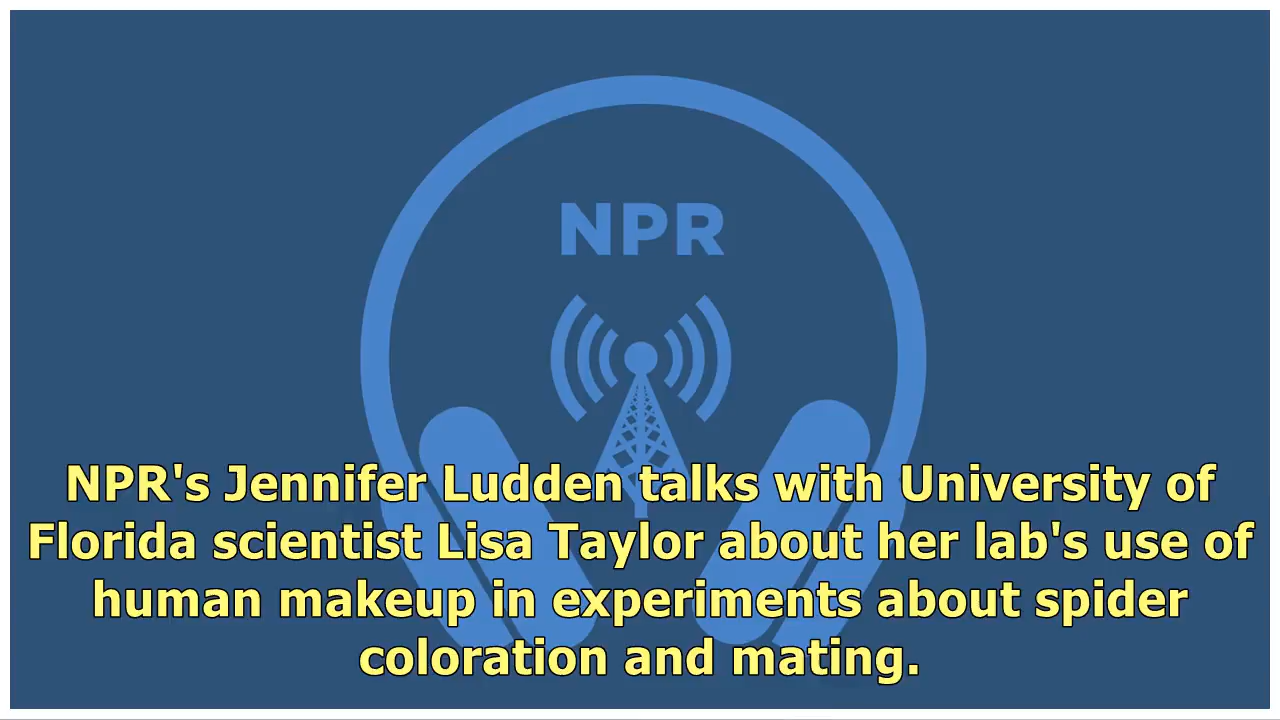 NPR
NPR's Jennifer Ludden talks with University of
Florida scientist Lisa Taylor about her lab's use of
human makeup in experiments about spider
coloration and mating.